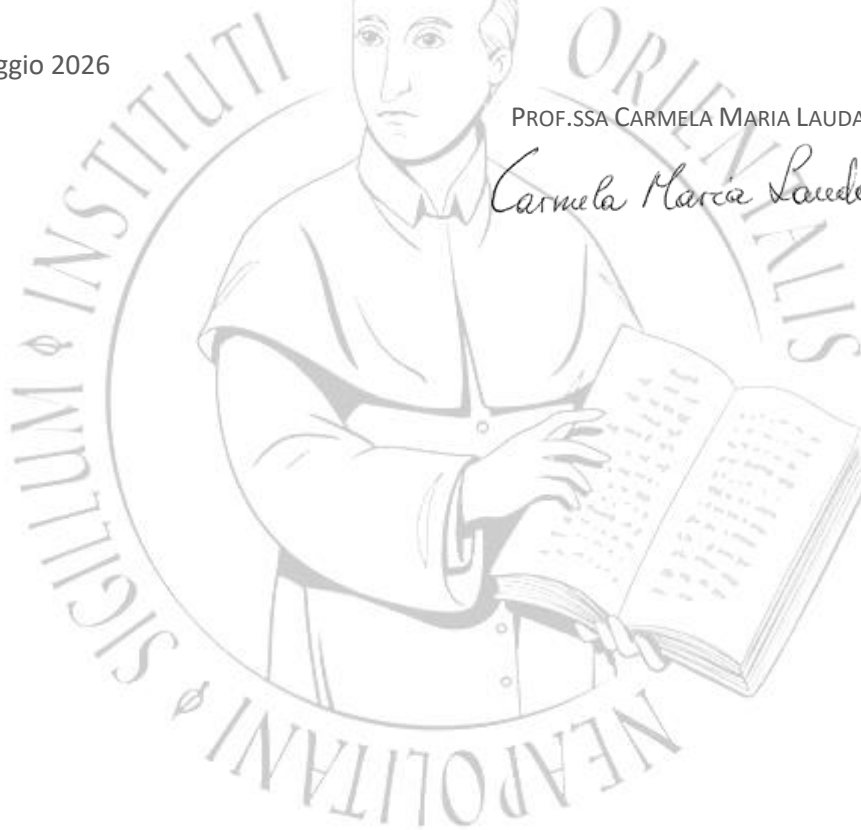 ggio 2026
PROF.SSA CARMELA MARIA LAUDA
Carmela Maria Laude
SIGILLUM INSTITUTI ORIENTALIS NEAPOLITANI